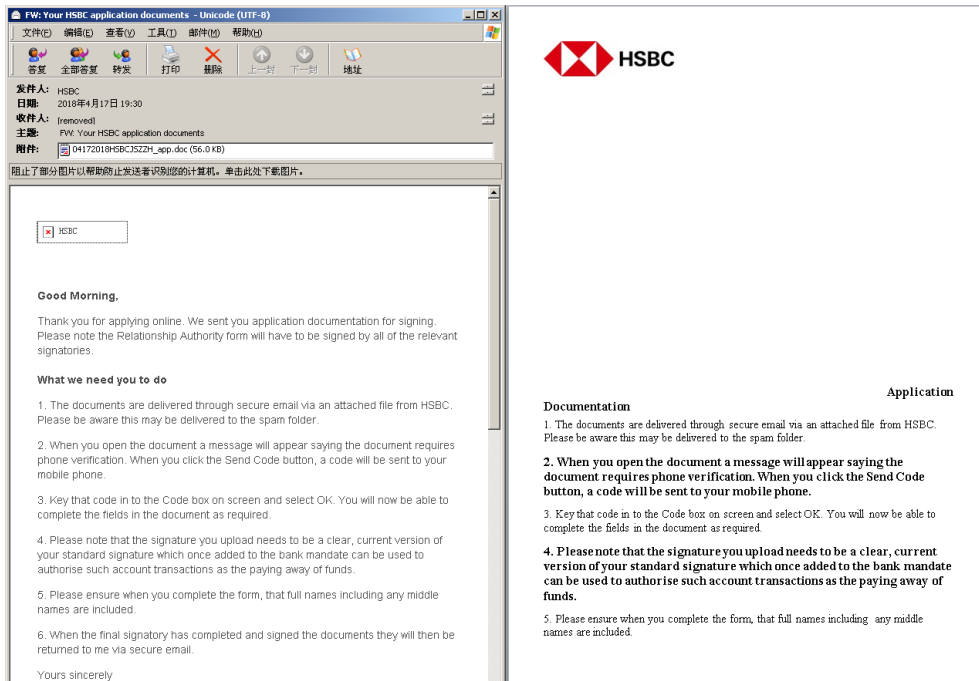 FW: Your HSBC application documents - Unicode (UTF-8)
文件(F) 编辑(E) 查看(V) 工具(T) 邮件(M) 帮助(H)
答复 全部答复 转发 打印 删除 上一封 下一封 地址
发件人: HSBC
日期: 2018年4月17日 19:30
收件人: [removed]
主题: FW: Your HSBC application documents
附件: 04172018HSBCJSZZH_app.doc (56.0 KB)
阻止了部分图片以帮助防止发送者识别您的计算机。单击此处下载图片。
HSBC
Good Morning,
Thank you for applying online. We sent you application documentation for signing.
Please note the Relationship Authority form will have to be signed by all of the relevant
signatories.
What we need you to do
1. The documents are delivered through secure email via an attached file from HSBC.
Please be aware this may be delivered to the spam folder.
2. When you open the document a message will appear saying the document requires
phone verification. When you click the Send Code button, a code will be sent to your
mobile phone.
3. Key that code in to the Code box on screen and select OK. You will now be able to
complete the fields in the document as required.
4. Please note that the signature you upload needs to be a clear, current version of
your standard signature which once added to the bank mandate can be used to
authorise such account transactions as the paying away of funds.
5. Please ensure when you complete the form, that full names including any middle
names are included.
6. When the final signatory has completed and signed the documents they will then be
returned to me via secure email.
Yours sincerely
HSBC
Application
Documentation
1. The documents are delivered through secure email via an attached file from HSBC.
Please be aware this may be delivered to the spam folder.
2. When you open the document a message will appear saying the
document requires phone verification. When you click the Send Code
button, a code will be sent to your mobile phone.
3. Key that code in to the Code box on screen and select OK. You will now be able to
complete the fields in the document as required.
4. Please note that the signature you upload needs to be a clear, current
version of your standard signature which once added to the bank mandate
can be used to authorise such account transactions as the paying away of
funds.
5. Please ensure when you complete the form, that full names including any middle
names are included.